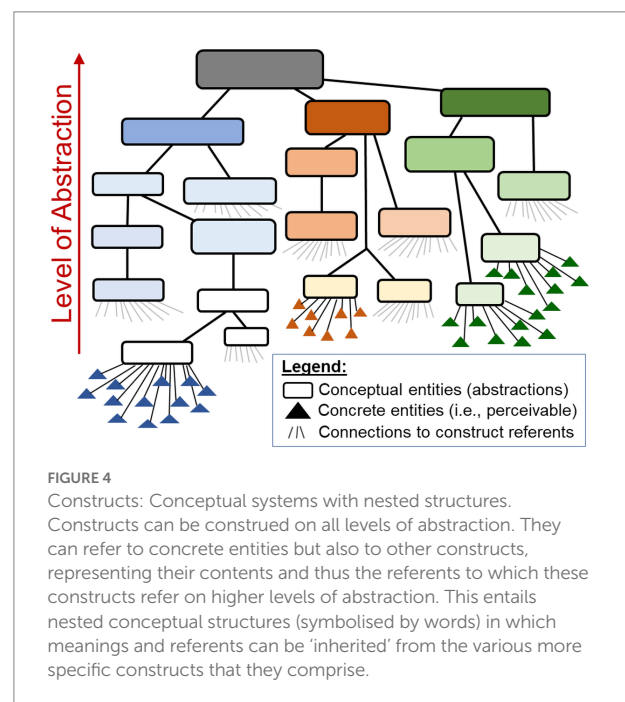 Level of Abstraction
Legend:
Conceptual entities (abstractions)
Concrete entities (i.e., perceivable)
Connections to construct referents
FIGURE 4
Constructs: Conceptual systems with nested structures.
Constructs can be construed on all levels of abstraction. They
can refer to concrete entities but also to other constructs,
representing their contents and thus the referents to which these
constructs refer on higher levels of abstraction. This entails
nested conceptual structures (symbolised by words) in which
meanings and referents can be ‘inherited’ from the various more
specific constructs that they comprise.